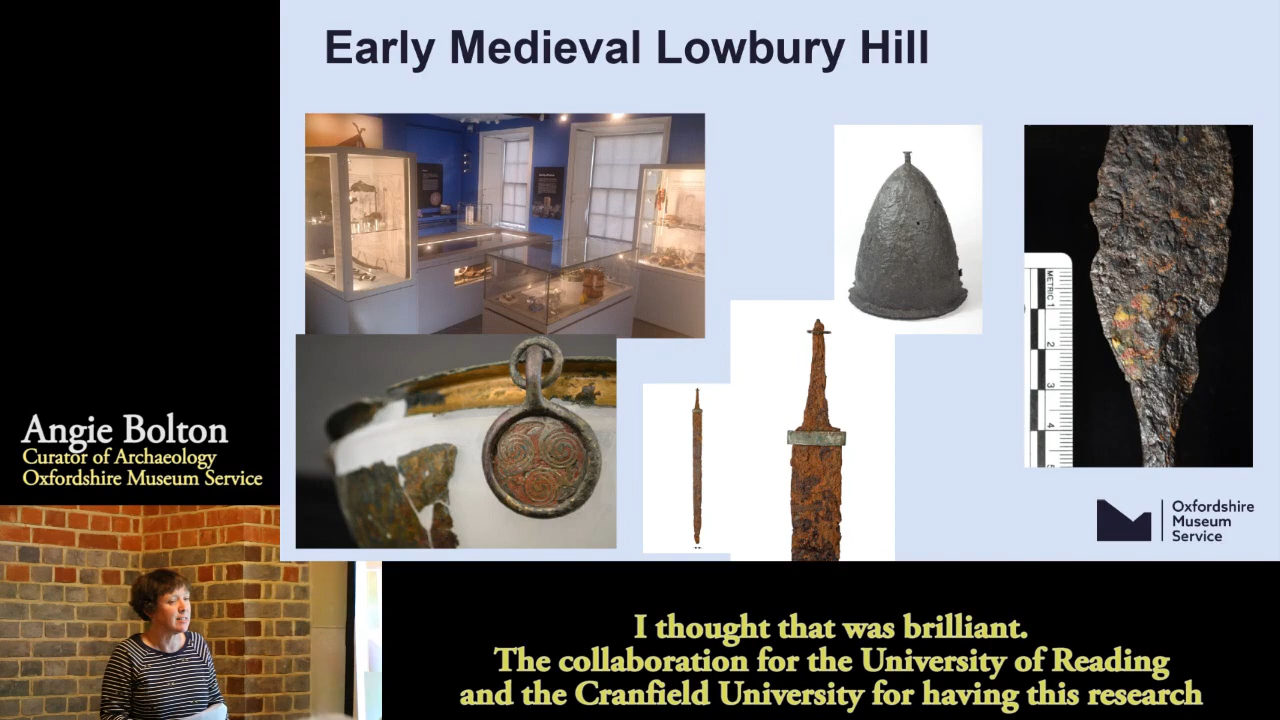 Early Medieval Lowbury Hill
METRIC 1
2
3
4
Oxfordshire
Museum
Service
Angie Bolton
Curator of Archaeology
Oxfordshire Museum Service
I thought that was brilliant.
The collaboration for the University of Reading
and the Cranfield University for having this research